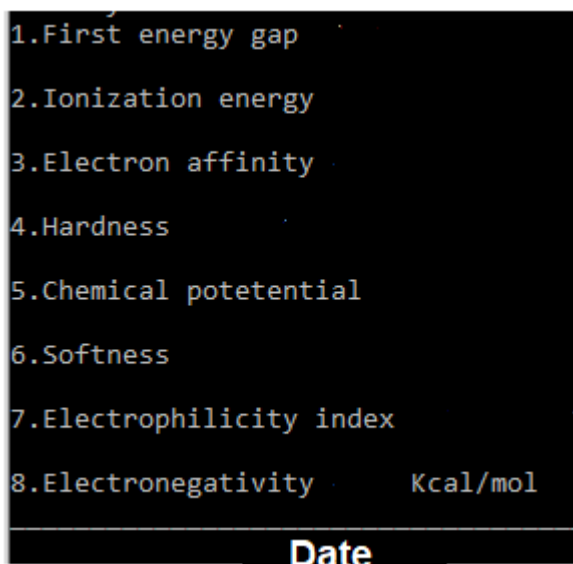 1.First energy gap
2.Ionization energy
3.Electron affinity
4.Hardness
5.Chemical potetential
6.Softness
7.Electrophilicity index
8.Electronegativity Kcal/mol
Date